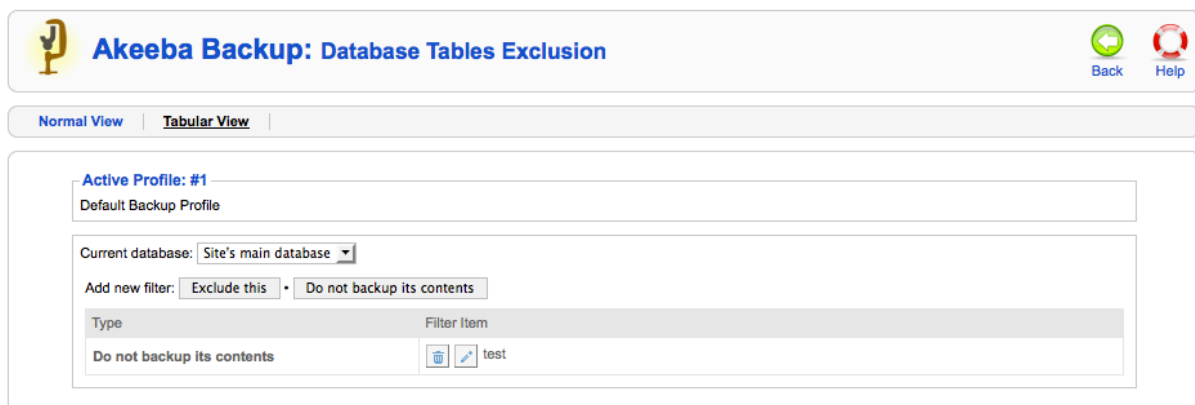 Akeeba Backup: Database Tables Exclusion
Back
Help
Normal View
Tabular View
Active Profile: #1
Default Backup Profile
Current database: Site's main database
Add new filter: Exclude this • Do not backup its contents
Type Filter Item
Do not backup its contents test